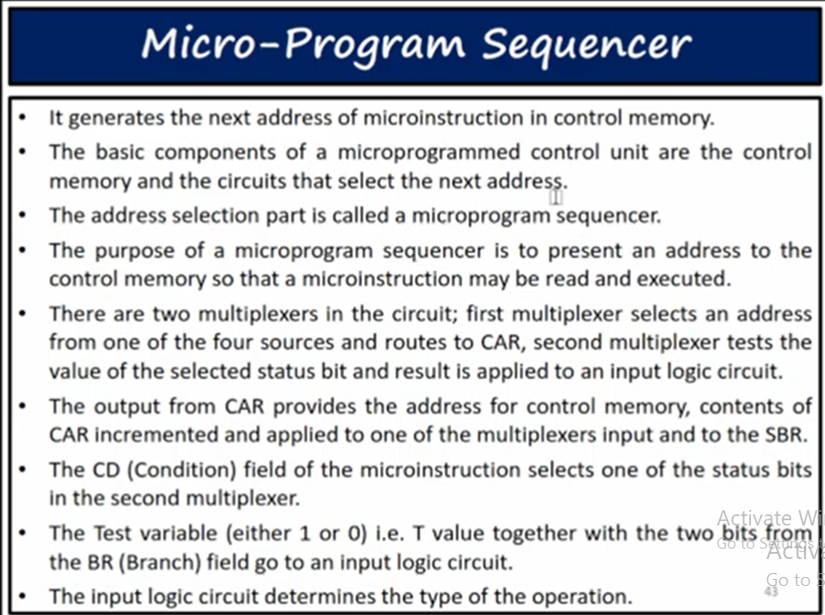 Micro-Program Sequencer
• It generates the next address of microinstruction in control memory.
• The basic components of a microprogrammed control unit are the control
memory and the circuits that select the next address.
• The address selection part is called a microprogram sequencer.
• The purpose of a microprogram sequencer is to present an address to the
control memory so that a microinstruction may be read and executed.
• There are two multiplexers in the circuit; first multiplexer selects an address
from one of the four sources and routes to CAR, second multiplexer tests the
value of the selected status bit and result is applied to an input logic circuit.
• The output from CAR provides the address for control memory, contents of
CAR incremented and applied to one of the multiplexers input and to the SBR.
• The CD (Condition) field of the microinstruction selects one of the status bits
in the second multiplexer.
Activate Wi
• The Test variable (either 1 or 0) i.e. T value together with the two bits from
Go to Settings
the BR (Branch) field go to an input logic circuit.
Activ
Go to S
• The input logic circuit determines the type of the operation.
43